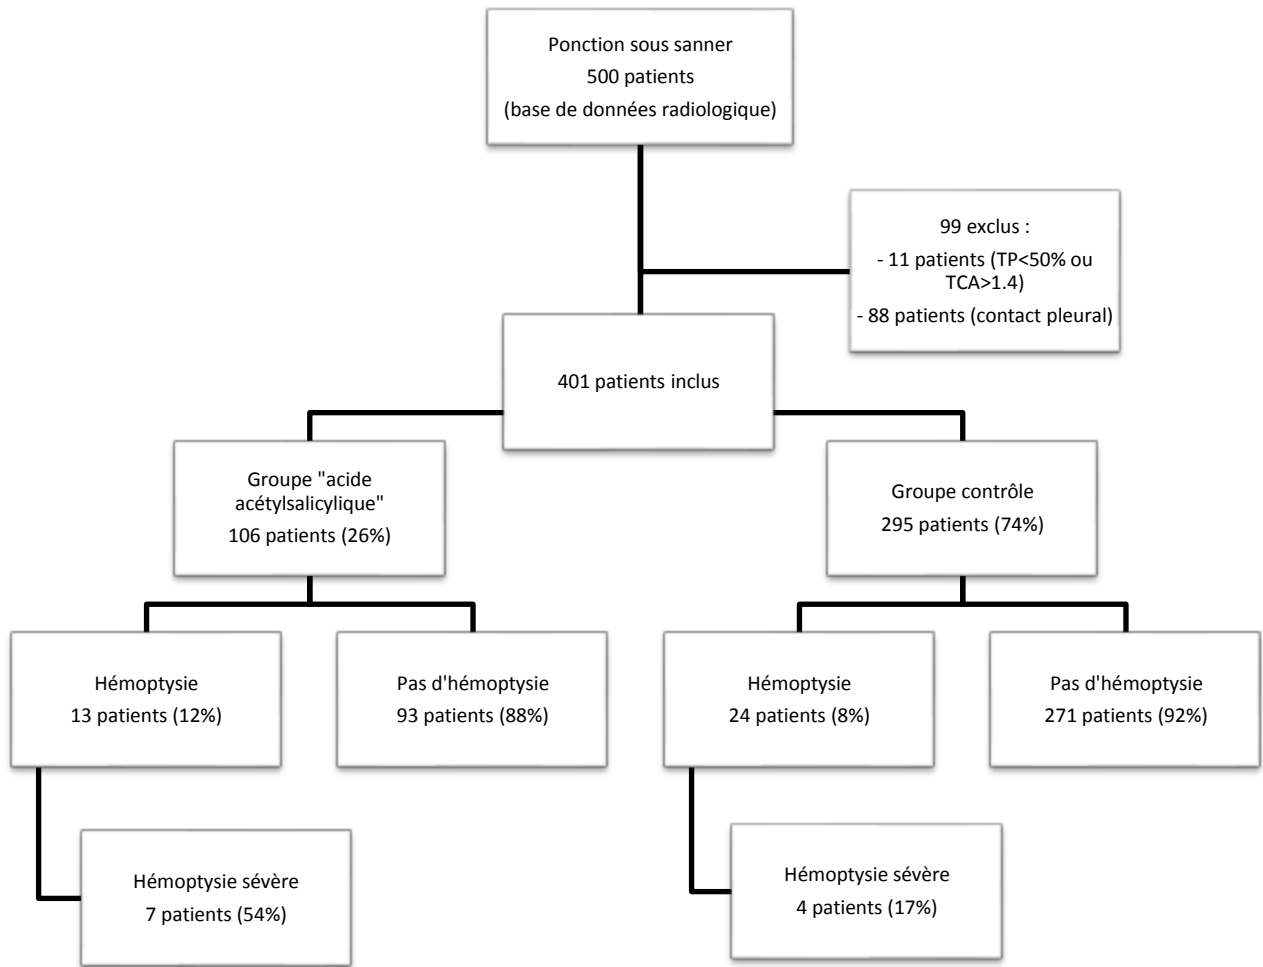 Ponction sous sanner
500 patients
(base de données radiologique)
99 exclus :
- 11 patients (TP<50% ou
TCA>1.4)
- 88 patients (contact pleural)
401 patients inclus
Groupe "acide
acétylsalicylique"
106 patients (26%)
Groupe contrôle
295 patients (74%)
Hémoptysie
13 patients (12%)
Pas d'hémoptysie
93 patients (88%)
Hémoptysie
24 patients (8%)
Pas d'hémoptysie
271 patients (92%)
Hémoptysie sévère
7 patients (54%)
Hémoptysie sévère
4 patients (17%)